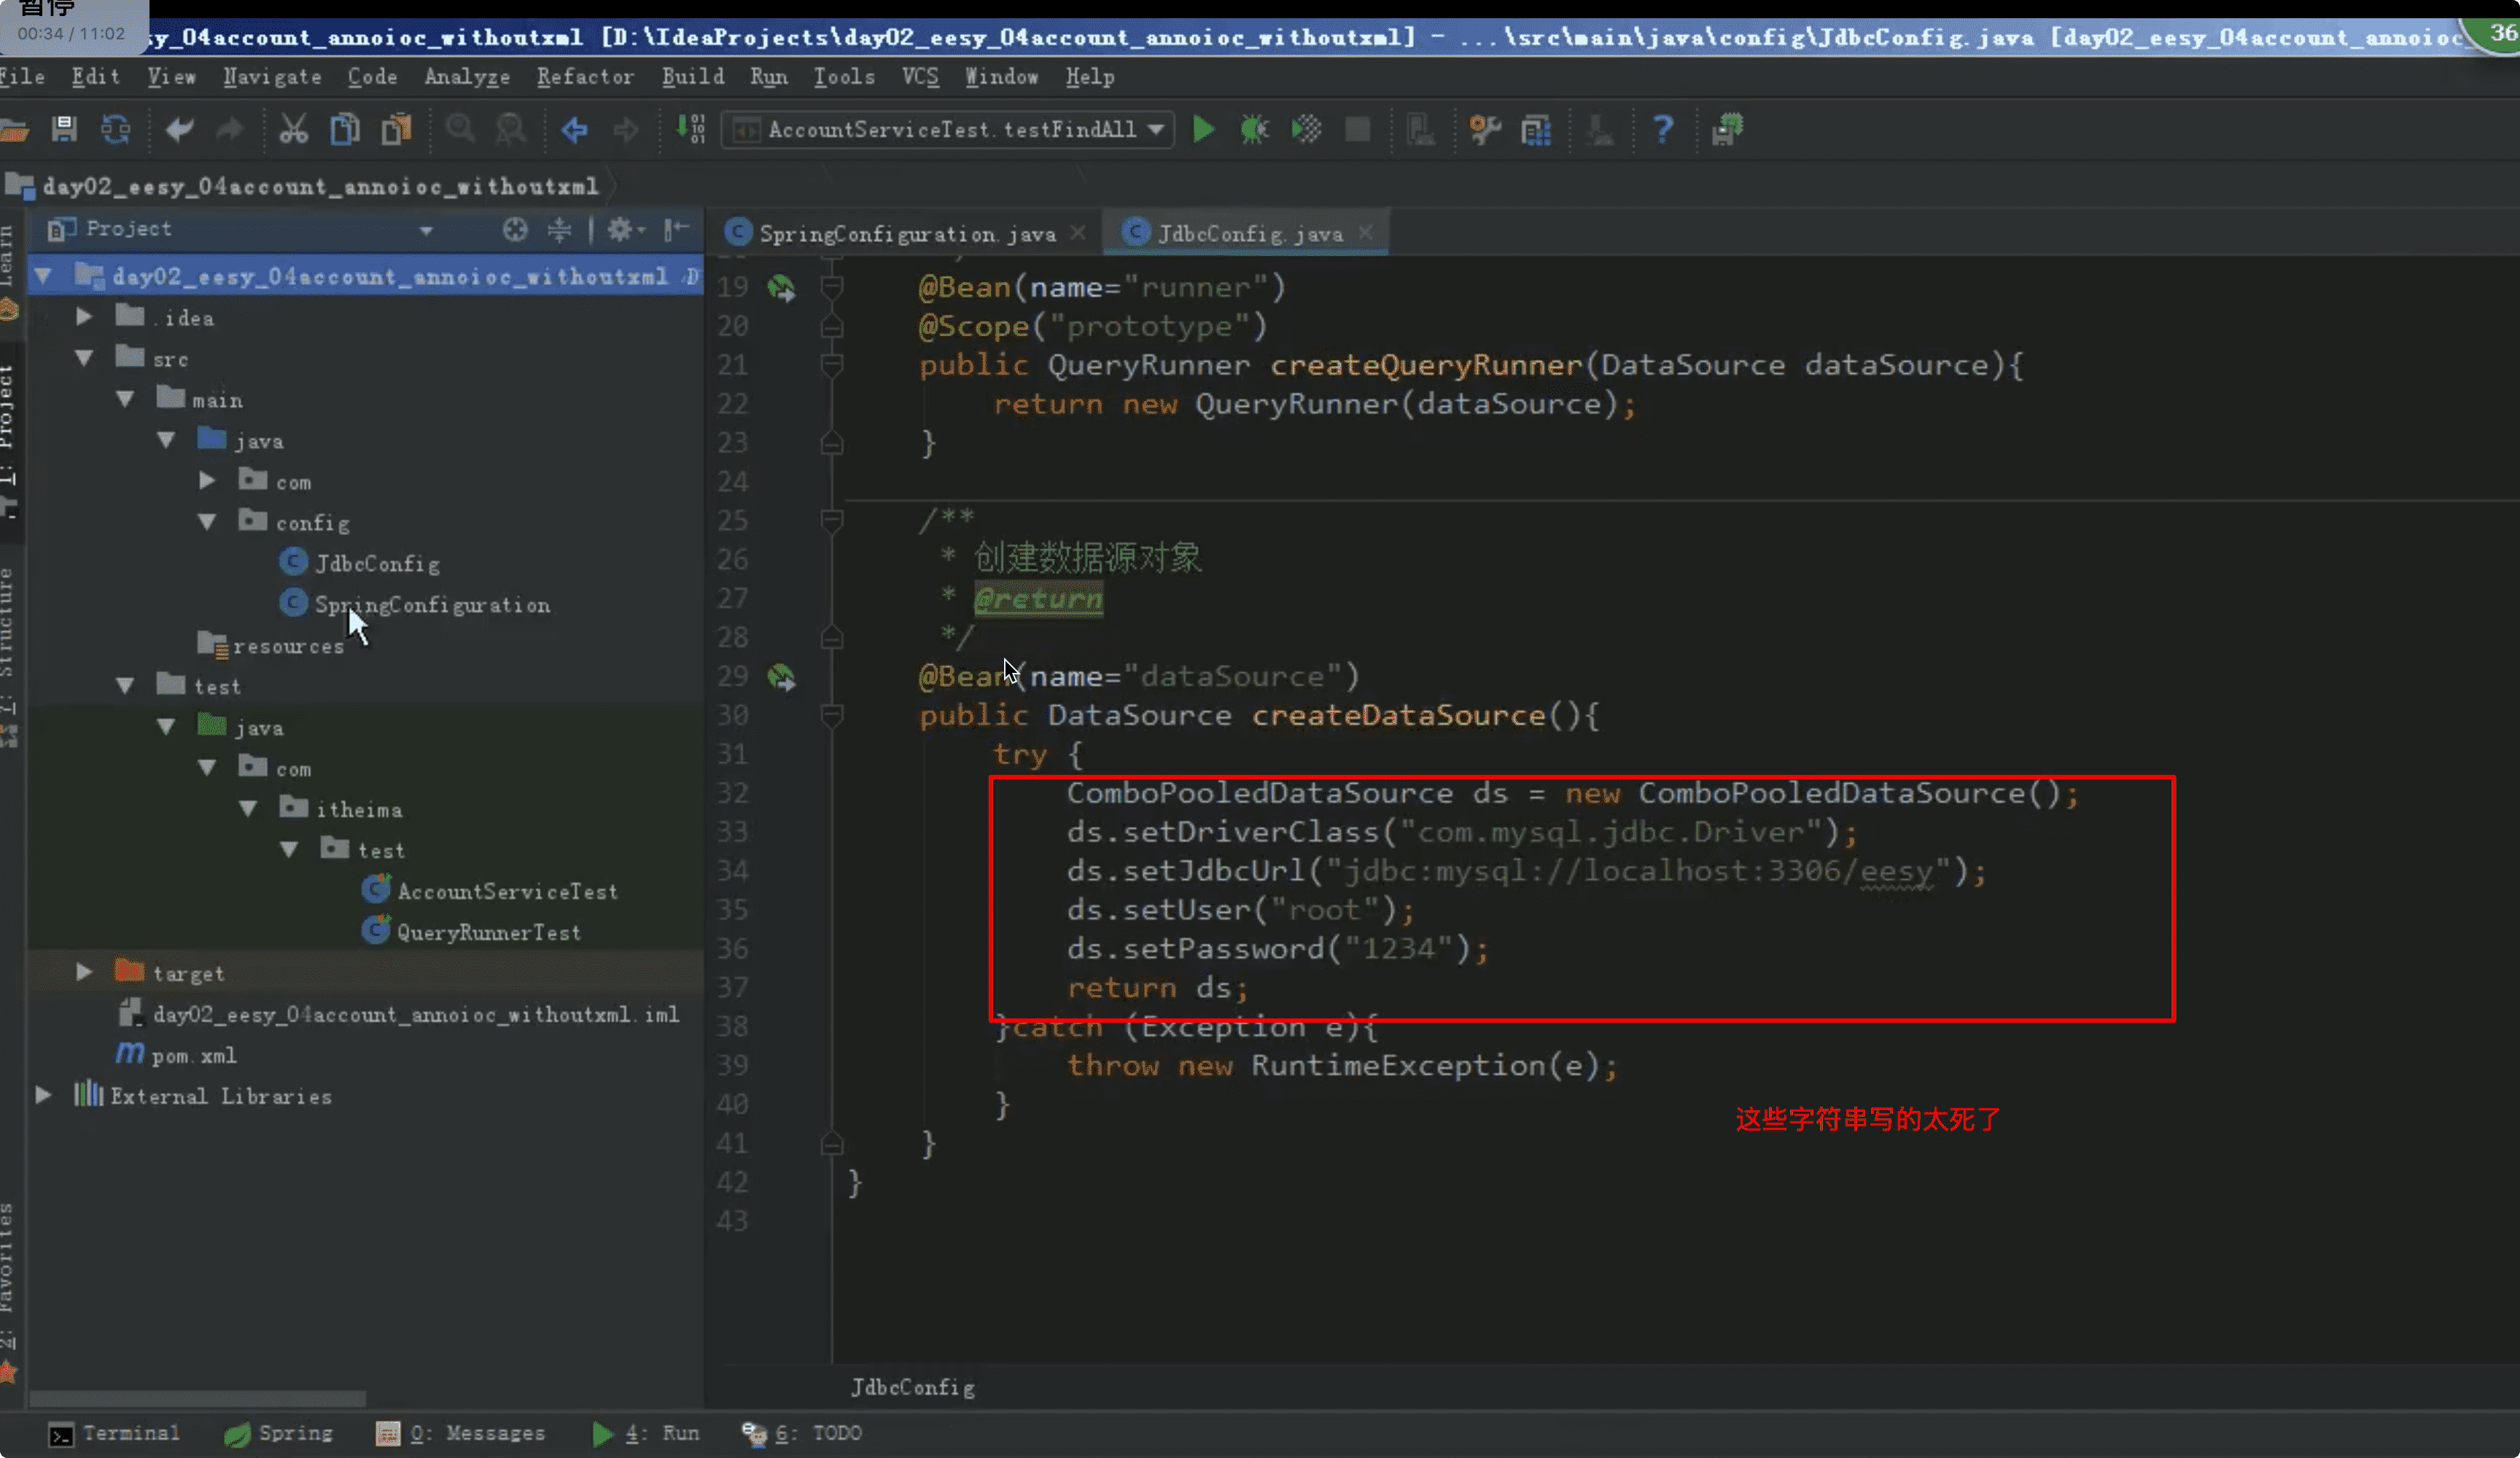 暂停
00:34 / 11:02
sy_04account_annoioc_withoutxml [D:\IdeaProjects\day02_eesy_04account_annoioc_withoutxml] - ...\src\main\java\config\JdbcConfig.java [day02_eesy_04account_annoioc_
36
File Edit View Navigate Code Analyze Refactor Build Run Tools VCS Window Help
AccountServiceTest.testFindAll
day02_eesy_04account_annoioc_withoutxml
Project
SpringConfiguration.java
JdbcConfig.java
Learn
1: Project
7: Structure
2: Favorites
day02_eesy_04account_annoioc_withoutxml D
.idea
src
main
java
com
config
JdbcConfig
SpringConfiguration
resources
test
java
com
itheima
test
AccountServiceTest
QueryRunnerTest
target
day02_eesy_04account_annoioc_withoutxml.iml
pom.xml
External Libraries
19 @Bean(name="runner")
20 @Scope("prototype")
21 public QueryRunner createQueryRunner(DataSource dataSource){
22 return new QueryRunner(dataSource);
23 }
24
25 /**
26 * 创建数据源对象
27 * @return
28 */
29 @Bean(name="dataSource")
30 public DataSource createDataSource(){
31 try {
32 ComboPooledDataSource ds = new ComboPooledDataSource();
33 ds.setDriverClass("com.mysql.jdbc.Driver");
34 ds.setJdbcUrl("jdbc:mysql://localhost:3306/eesy");
35 ds.setUser("root");
36 ds.setPassword("1234");
37 return ds;
38 }catch (Exception e){
39 throw new RuntimeException(e);
40 }
这些字符串写的太死了
41 }
42 }
43
JdbcConfig
Terminal Spring 0: Messages 4: Run 6: TODO